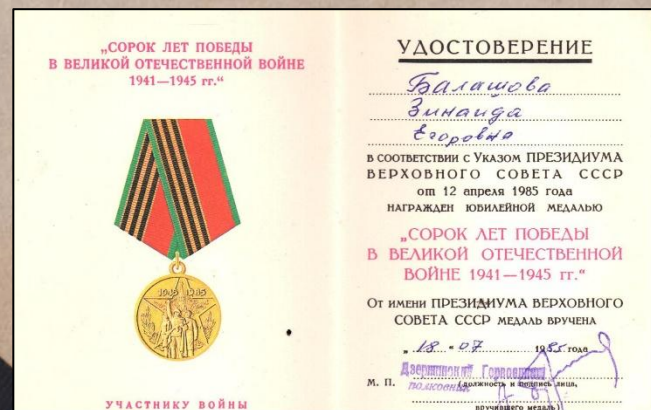 „СОРОК ЛЕТ ПОБЕДЫ
В ВЕЛИКОЙ ОТЕЧЕСТВЕННОЙ ВОЙНЕ
1941—1945 гг.“
1945 1985
УЧАСТНИКУ ВОЙНЫ
УДОСТОВЕРЕНИЕ
Балашова
Зинаида
Егоровна
В СООТВЕТСТВИИ С УКАЗОМ ПРЕЗИДИУМА
ВЕРХОВНОГО СОВЕТА СССР
от 12 апреля 1985 года
НАГРАЖДЕН ЮБИЛЕЙНОЙ МЕДАЛЬЮ
„СОРОК ЛЕТ ПОБЕДЫ
В ВЕЛИКОЙ ОТЕЧЕСТВЕННОЙ
ВОЙНЕ 1941—1945 гг.“
ОТ ИМЕНИ ПРЕЗИДИУМА ВЕРХОВНОГО
СОВЕТА СССР МЕДАЛЬ ВРУЧЕНА
„18“ 07 1985 года
Дзержинский Горвоенком
М. П. полковник (должность и подпись лица,
вручившего медаль)